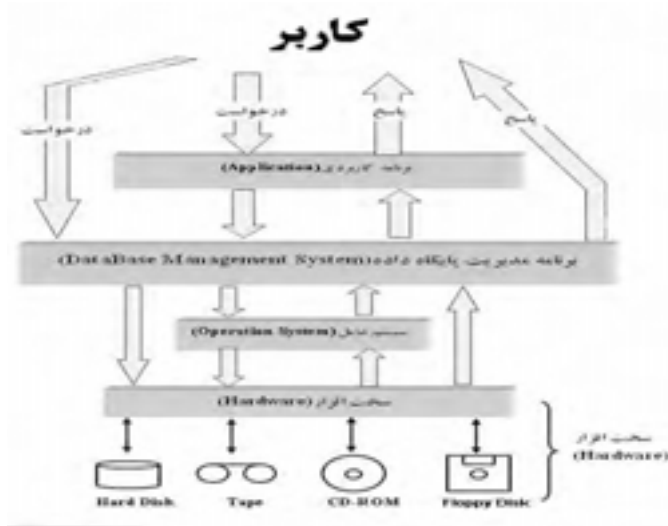 کاربر
درخواست
درخواست
پاسخ
پاسخ
برنامه کاربردی(Application)
برنامه مدیریت پایگاه داده(DataBase Management System)
سیستم عامل(Operation System)
سخت افزار(Hardware)
سخت افزار
(Hardware)
Hard Dish
Tape
CD-ROM
Floppy Disk